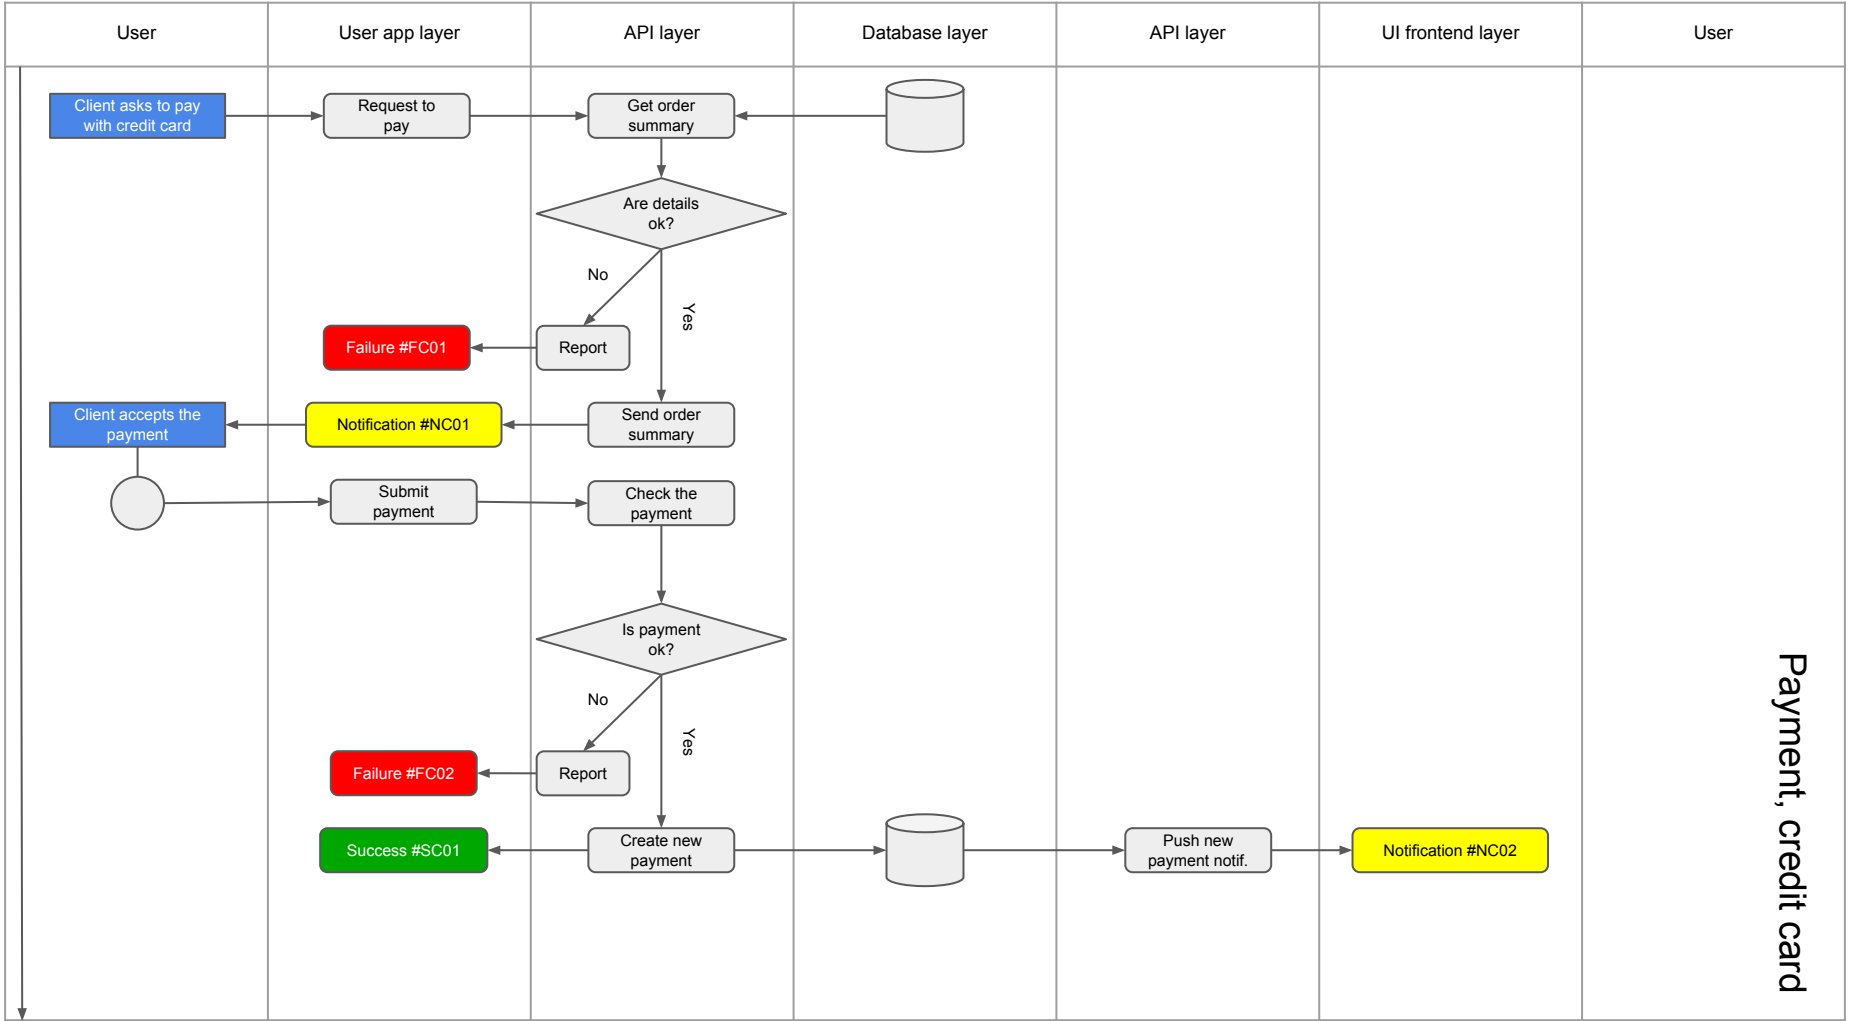 User
User app layer
API layer
Database layer
API layer
UI frontend layer
User
Client asks to pay
with credit card
Request to
pay
Get order
summary
Are details
ok?
No
Yes
Failure #FC01
Report
Client accepts the
payment
Notification #NC01
Send order
summary
Submit
payment
Check the
payment
Is payment
ok?
No
Yes
Failure #FC02
Report
Success #SC01
Create new
payment
Push new
payment notif.
Notification #NC02
Payment, credit card